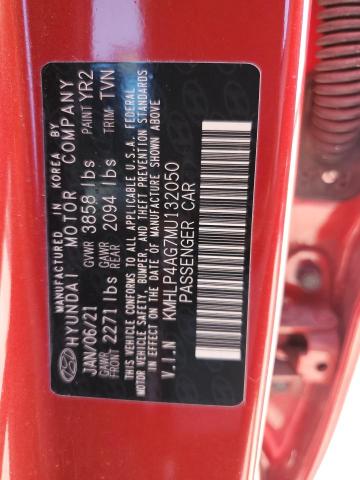 MANUFACTURED IN KOREA BY
HYUNDAI MOTOR COMPANY
JAN/06/21 GVWR 3858 lbs PAINT YR2
GAWR FRONT 2271 lbs GAWR REAR 2094 lbs TRIM TVN
THIS VEHICLE CONFORMS TO ALL APPLICABLE U.S. FEDERAL
MOTOR VEHICLE SAFETY, BUMPER, AND THEFT PREVENTION
STANDARDS IN EFFECT ON THE DATE OF MANUFACTURE SHOWN ABOVE.
V.I.N KMHLP4AG7MU132050
PASSENGER CAR